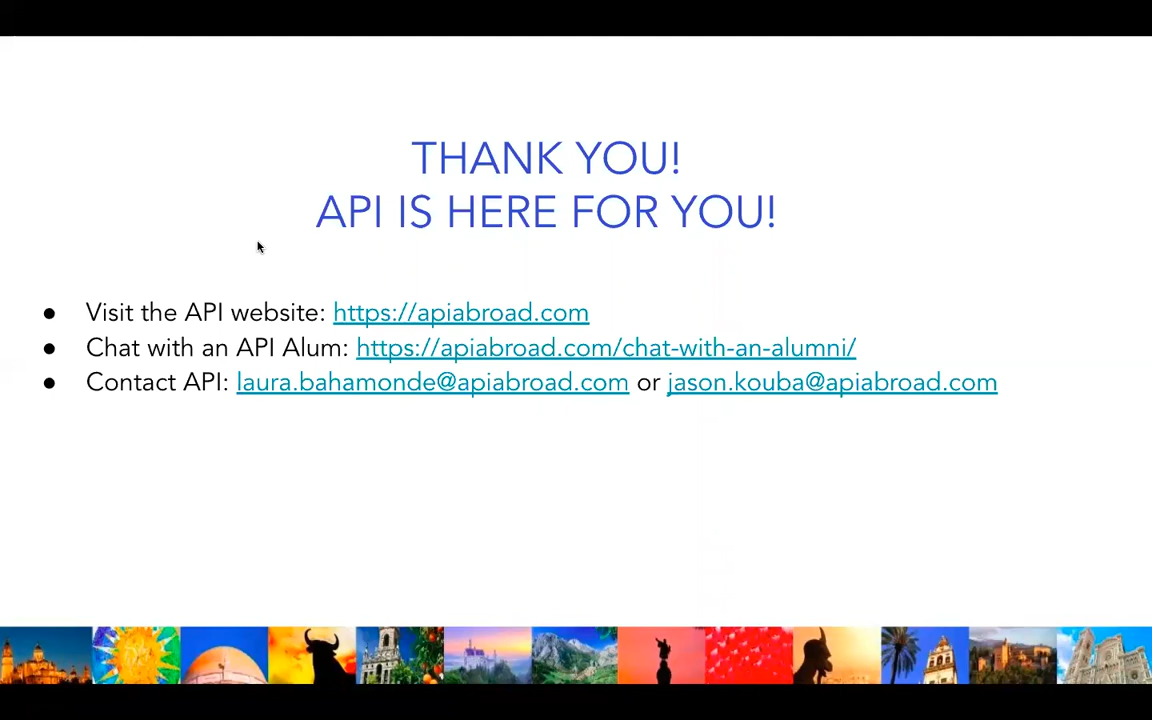 THANK YOU!
API IS HERE FOR YOU!
● Visit the API website: https://apiabroad.com
● Chat with an API Alum: https://apiabroad.com/chat-with-an-alumni/
● Contact API: laura.bahamonde@apiabroad.com or jason.kouba@apiabroad.com